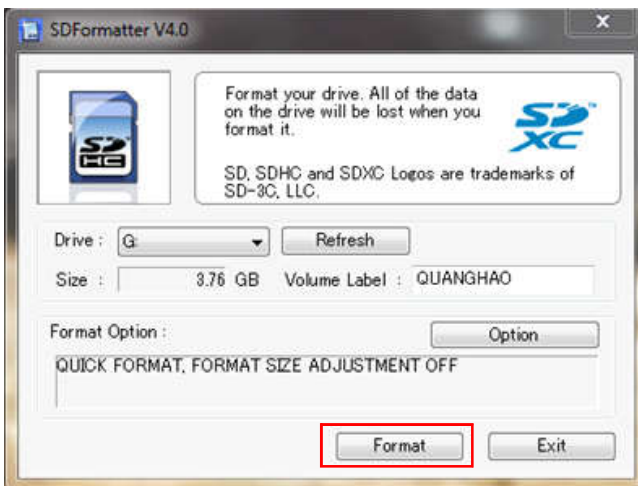 SDFormatter V4.0
SD
HC
Format your drive. All of the data
on the drive will be lost when you
format it.
SD, SDHC and SDXC Logos are trademarks of
SD-3C, LLC.
SD™
XC
Drive : G: Refresh
Size : 3.76 GB Volume Label : QUANGHAO
Format Option :
Option
QUICK FORMAT, FORMAT SIZE ADJUSTMENT OFF
Format Exit